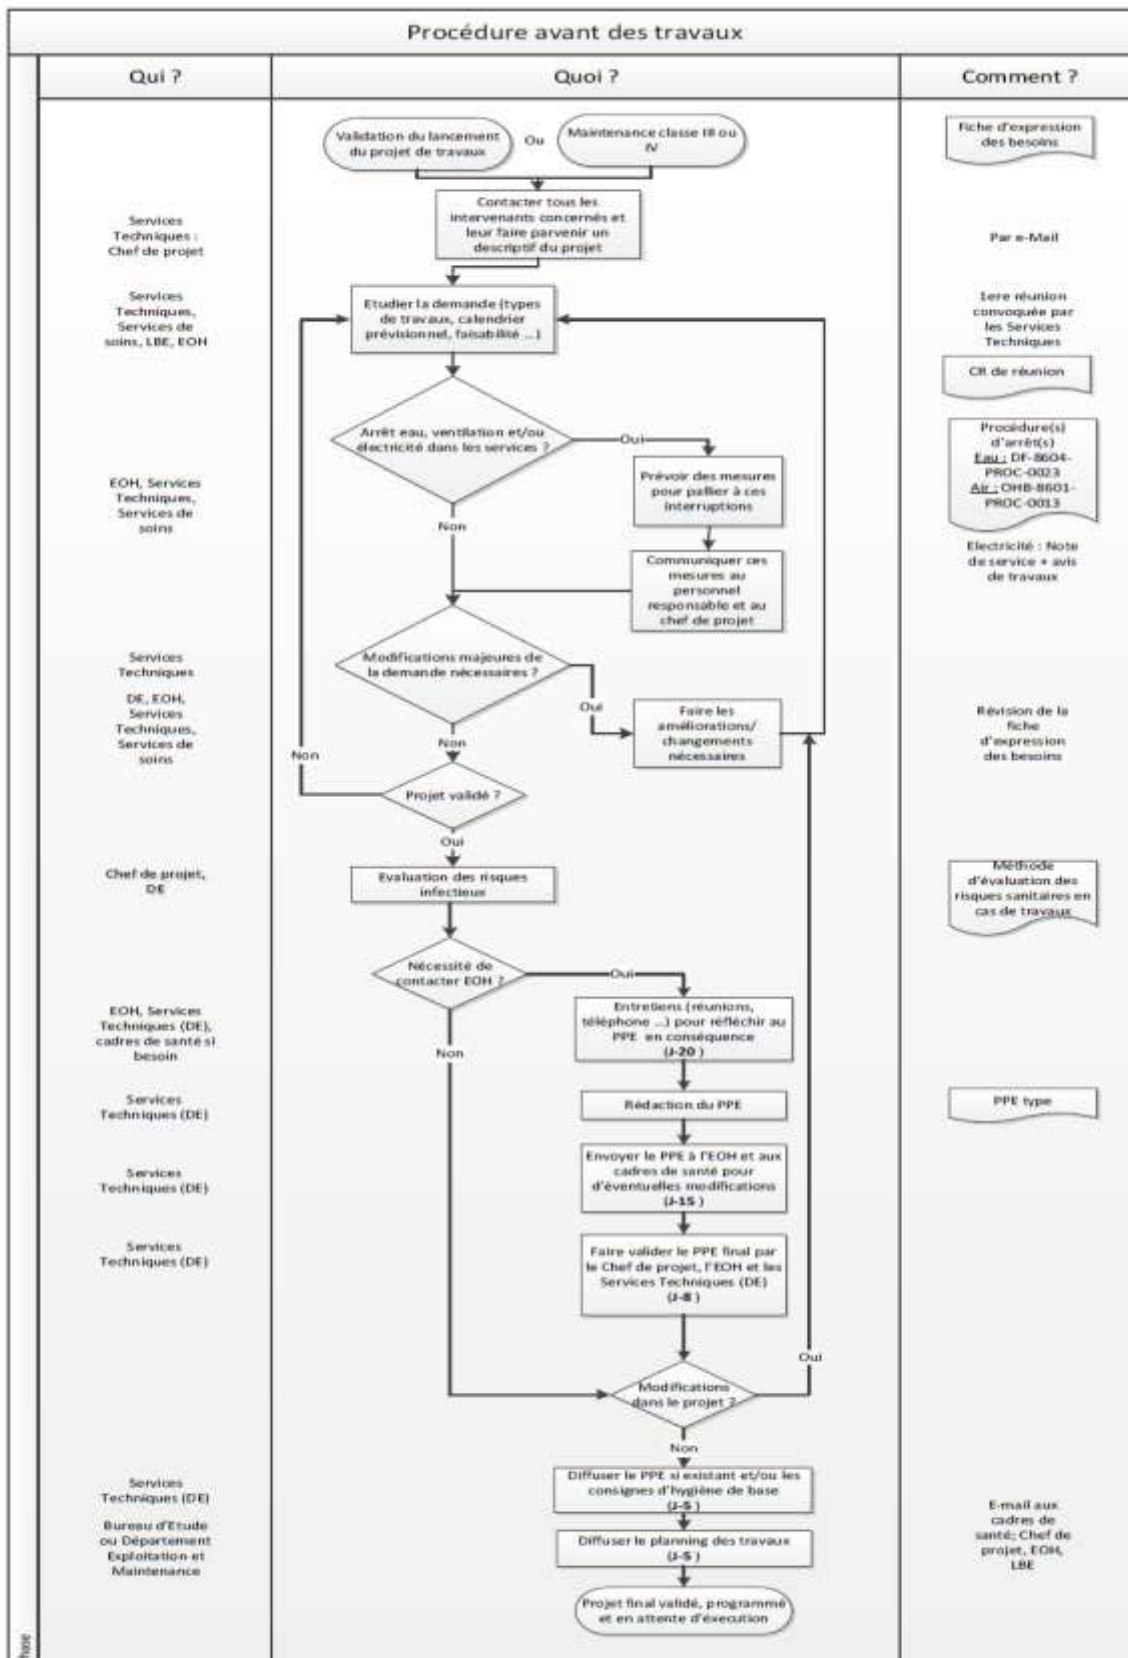 Procédure avant des travaux
Qui ?
Quoi ?
Comment ?
Validation du lancement
du projet de travaux
Ou
Maintenance classe III ou
IV
Fiche d'expression
des besoins
Services
Techniques :
Chef de projet
Contacter tous les
intervenants concernés et
leur faire parvenir un
descriptif du projet
Par e-Mail
Services
Techniques,
Services de
soins, LBE, EOH
Etudier la demande (types
de travaux, calendrier
prévisionnel, faisabilité ...)
1ere réunion
convoquée par
les Services
Techniques
CR de réunion
Arrêt eau, ventilation et/ou
électricité dans les services ?
Oui
Non
EOH, Services
Techniques,
Services de
soins
Prévoir des mesures
pour pallier à ces
interruptions
Procédure(s)
d'arrêt(s)
Eau : DF-8604-
PROC-0023
Air : OHB-8601-
PROC-0013
Communiquer ces
mesures au
personnel
responsable et au
chef de projet
Electricité : Note
de service + avis
de travaux
Services
Techniques
Modifications majeures de
la demande nécessaires ?
Oui
Non
DE, EOH,
Services
Techniques,
Services de
soins
Faire les
améliorations/
changements
nécessaires
Révision de la
fiche
d'expression
des besoins
Non
Projet validé ?
Oui
Chef de projet,
DE
Evaluation des risques
infectieux
Méthode
d'évaluation des
risques sanitaires en
cas de travaux
Nécessité de
contacter EOH ?
Oui
Non
EOH, Services
Techniques (DE),
cadres de santé si
besoin
Entretiens (réunions,
téléphone ...) pour réfléchir au
PPE en conséquence
(J-20 )
Services
Techniques (DE)
Rédaction du PPE
PPE type
Services
Techniques (DE)
Envoyer le PPE à l'EOH et aux
cadres de santé pour
d'éventuelles modifications
(J-15 )
Services
Techniques (DE)
Faire valider le PPE final par
le Chef de projet, l'EOH et les
Services Techniques (DE)
(J-8 )
Oui
Modifications
dans le projet ?
Non
Services
Techniques (DE)
Diffuser le PPE si existant et/ou les
consignes d'hygiène de base
(J-5 )
Bureau d'Etude
ou Département
Exploitation et
Maintenance
Diffuser le planning des travaux
(J-5 )
E-mail aux
cadres de
santé; Chef de
projet, EOH,
LBE
Projet final validé, programmé
et en attente d'éxecution
hase